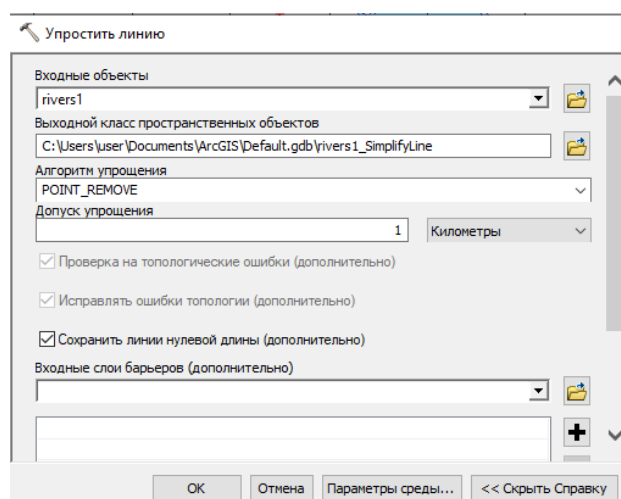 Упростить линию
Входные объекты
rivers1
Выходной класс пространственных объектов
C:\Users\user\Documents\ArcGIS\Default.gdb\rivers1_SimplifyLine
Алгоритм упрощения
POINT_REMOVE
Допуск упрощения
1 Километры
Проверка на топологические ошибки (дополнительно)
Исправлять ошибки топологии (дополнительно)
Сохранить линии нулевой длины (дополнительно)
Входные слои барьеров (дополнительно)
ОК Отмена Параметры среды... << Скрыть Справку